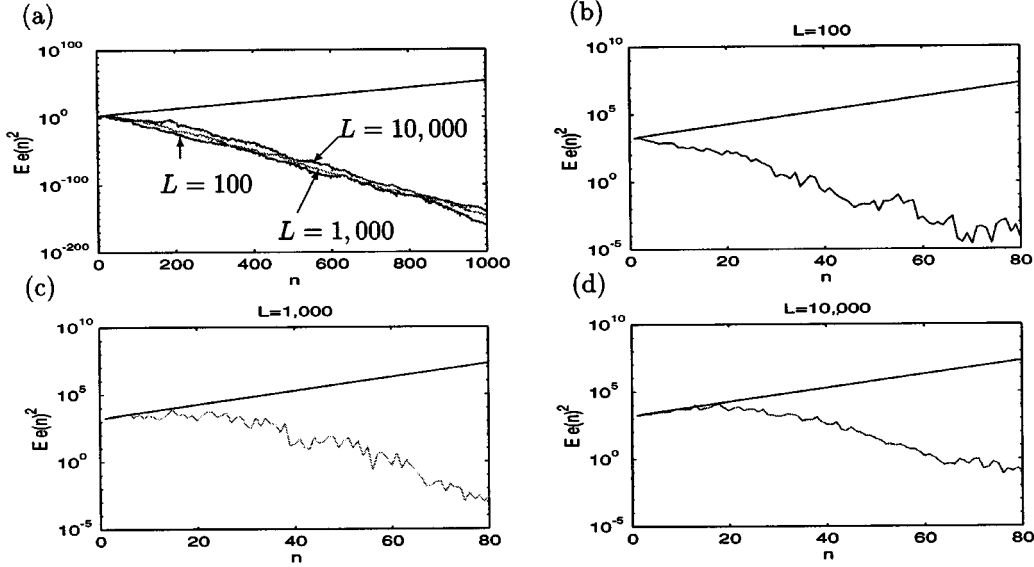 (a)
10^100
10^0
10^-100
10^-200
E e(n)^2
L = 10,000
L = 100
L = 1,000
0 200 400 600 800 1000
n
(b)
L=100
10^10
10^5
10^0
10^-5
E e(n)^2
0 20 40 60 80
n
(c)
L=1,000
10^10
10^5
10^0
10^-5
E e(n)^2
0 20 40 60 80
n
(d)
L=10,000
10^10
10^5
10^0
10^-5
E e(n)^2
0 20 40 60 80
n